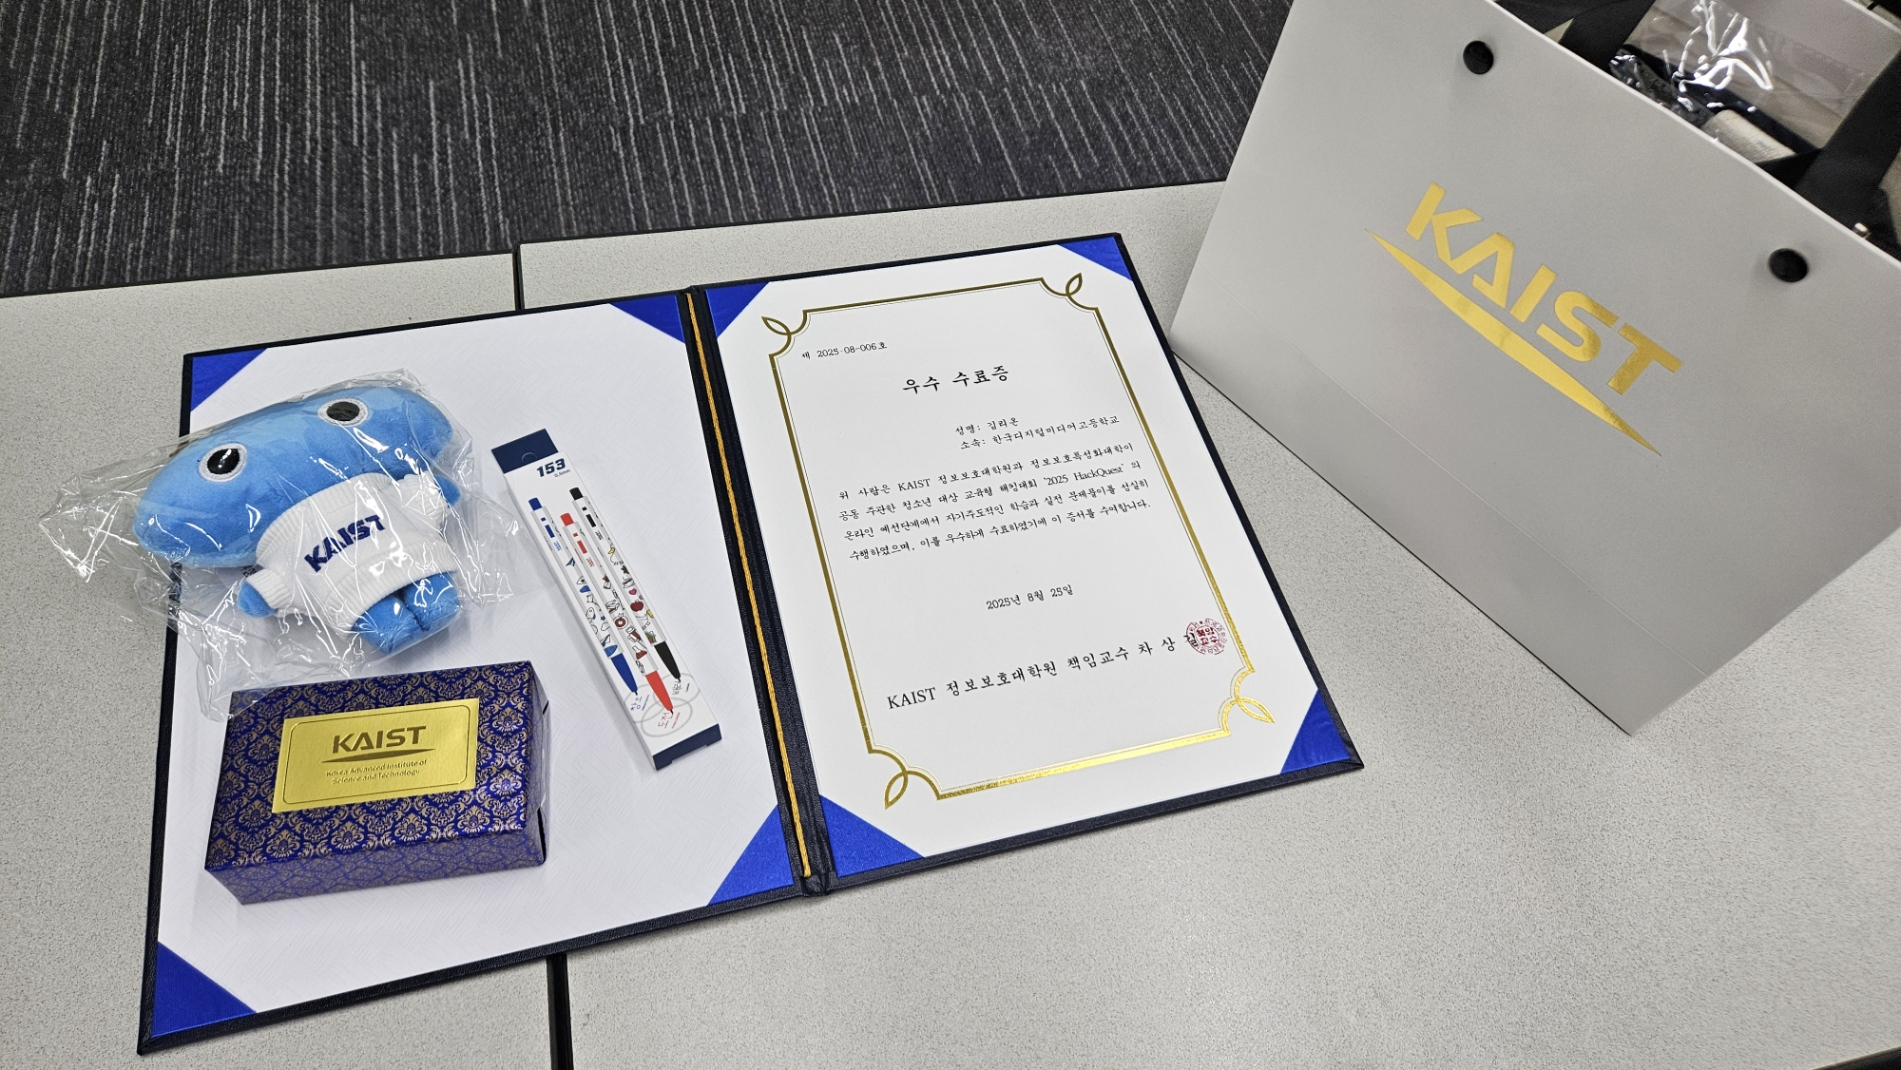 KAIST
153
0.5mm
KAIST
Korea Advanced Institute of
Science and Technology
제 2025-08-006호
우수 수료증
성명: 김리온
소속: 한국디지털미디어고등학교
위 사람은 KAIST 정보보호대학원과 정보보호특성화대학이
공동 주관한 청소년 대상 교육형 해킹대회 '2025 HackQuest' 의
온라인 예선단계에서 자기주도적인 학습과 실전 문제풀이를 성실히
수행하였으며, 이를 우수하게 수료하였기에 이 증서를 수여합니다.
2025년 8월 25일
KAIST 정보보호대학원 책임교수 차 상 길
KAIST